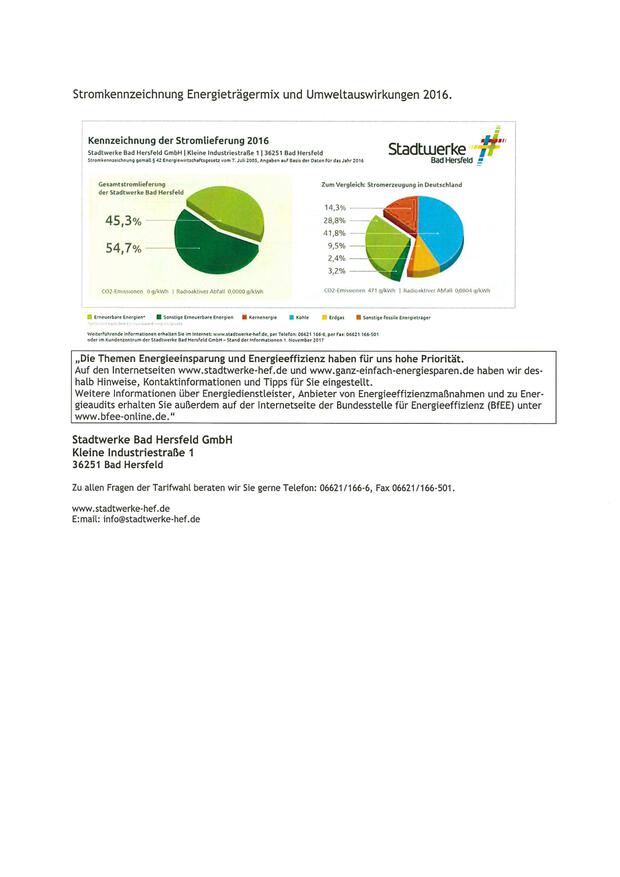 Stromkennzeichnung Energieträgermix und Umweltauswirkungen 2016.
Kennzeichnung der Stromlieferung 2016
Stadtwerke Bad Hersfeld GmbH | Kleine Industriestraße 1 | 36251 Bad Hersfeld
Stromkennzeichnung gemäß § 42 Energiewirtschaftsgesetz vom 7. Juli 2005, Angaben auf Basis der Daten für das Jahr 2016
Stadtwerke
Bad Hersfeld
Gesamtstromlieferung
der Stadtwerke Bad Hersfeld
45,3%
54,7%
CO2-Emissionen 0 g/kWh | Radioaktiver Abfall 0,0000 g/kWh
Zum Vergleich: Stromerzeugung in Deutschland
14,3%
28,8%
41,8%
9,5%
2,4%
3,2%
CO2-Emissionen 471 g/kWh | Radioaktiver Abfall 0,0004 g/kWh
Erneuerbare Energien* Sonstige Erneuerbare Energien Kernenergie Kohle Erdgas Sonstige fossile Energieträger
Weiterführende Informationen erhalten Sie im Internet: www.stadtwerke-hef.de, per Telefon: 06621 166-6, per Fax: 06621 166-501
oder im Kundenzentrum der Stadtwerke Bad Hersfeld GmbH – Stand der Informationen 1. November 2017
„Die Themen Energieeinsparung und Energieeffizienz haben für uns hohe Priorität.
Auf den Internetseiten www.stadtwerke-hef.de und www.ganz-einfach-energiesparen.de haben wir des-
halb Hinweise, Kontaktinformationen und Tipps für Sie eingestellt.
Weitere Informationen über Energiedienstleister, Anbieter von Energieeffizienzmaßnahmen und zu Ener-
gieaudits erhalten Sie außerdem auf der Internetseite der Bundesstelle für Energieeffizienz (BfEE) unter
www.bfee-online.de.“
Stadtwerke Bad Hersfeld GmbH
Kleine Industriestraße 1
36251 Bad Hersfeld
Zu allen Fragen der Tarifwahl beraten wir Sie gerne Telefon: 06621/166-6, Fax 06621/166-501.
www.stadtwerke-hef.de
E:mail: info@stadtwerke-hef.de